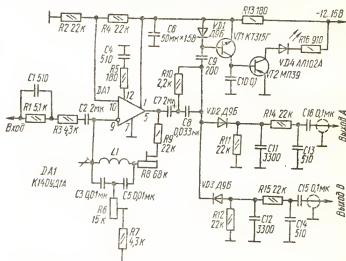 R2 22к
R4 22к
C6
50мк×15В
VD1
Д9Б
R13 180
-12..15В
VT1 КТ315Г
R16 910
VD4 АЛ102А
VT2 МП39
C10 0,1
C4
510
R5
180
DA1
R10
2,2к
C9
200
C1 510
R1 51к
R3 43к
C2 2мк
Вход
10
12
9
7
1
5
C7 2мк
C8
0,033мк
R9
22к
L1
R8 68к
DA1
К140УД1А
C3 0,01мк
C5 0,01мк
R6
15к
R7
4,3к
VD2 Д9Б
R14 22к
C16 0,1мк
R11
22к
C11
3300
C13
510
Выход А
VD3 Д9Б
R15 22к
C15 0,1мк
R12
22к
C12
3300
C14
510
Выход В